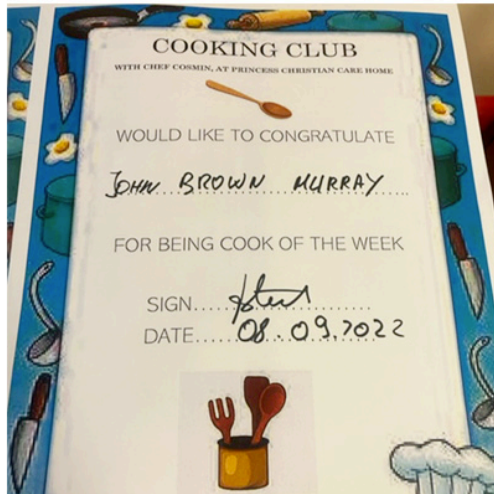 COOKING CLUB
WITH CHEF COSMIN, AT PRINCESS CHRISTIAN CARE HOME
WOULD LIKE TO CONGRATULATE
JOHN BROWN MURRAY
FOR BEING COOK OF THE WEEK
SIGN
DATE 08.09.2022